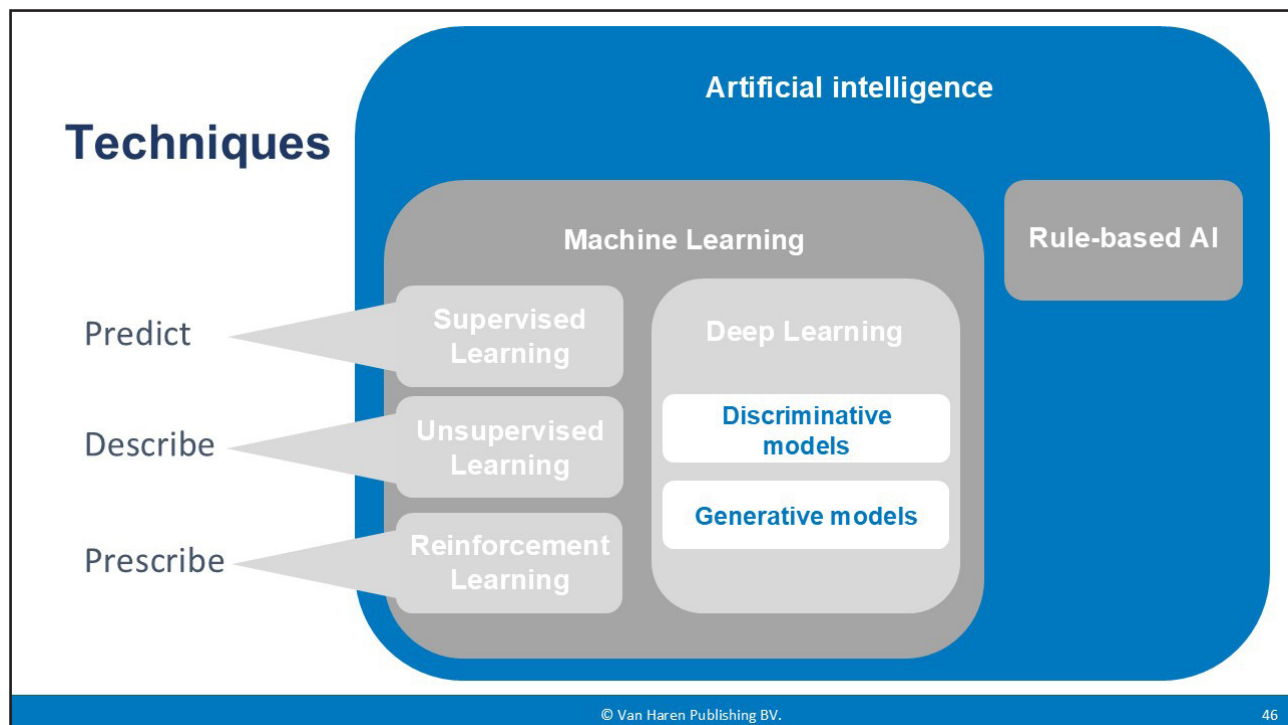 Artificial intelligence
Techniques
Machine Learning
Rule-based AI
Predict
Supervised
Learning
Deep Learning
Describe
Unsupervised
Learning
Discriminative
models
Generative models
Prescribe
Reinforcement
Learning
© Van Haren Publishing BV.
46